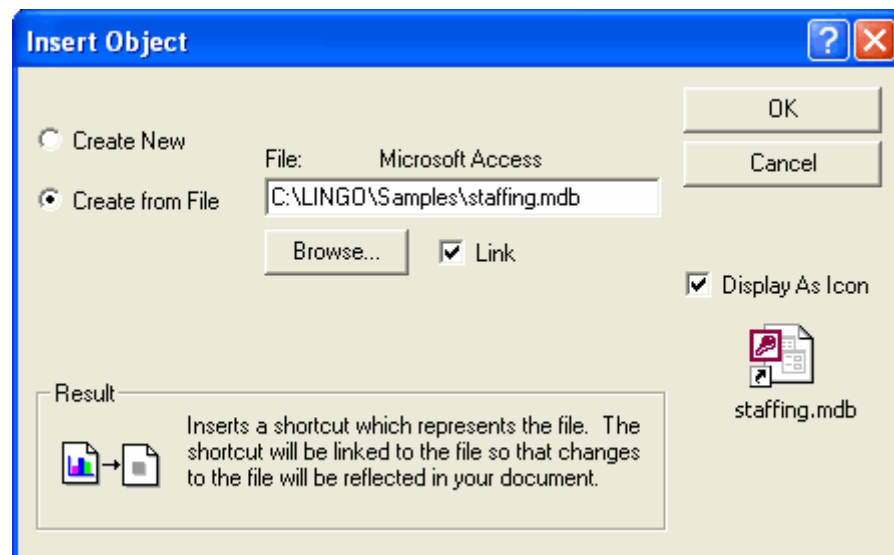 Insert Object
OK
Cancel
Create New
Create from File
File: Microsoft Access
C:\LINGO\Samples\staffing.mdb
Browse...
Link
Display As Icon
staffing.mdb
Result
Inserts a shortcut which represents the file. The
shortcut will be linked to the file so that changes
to the file will be reflected in your document.